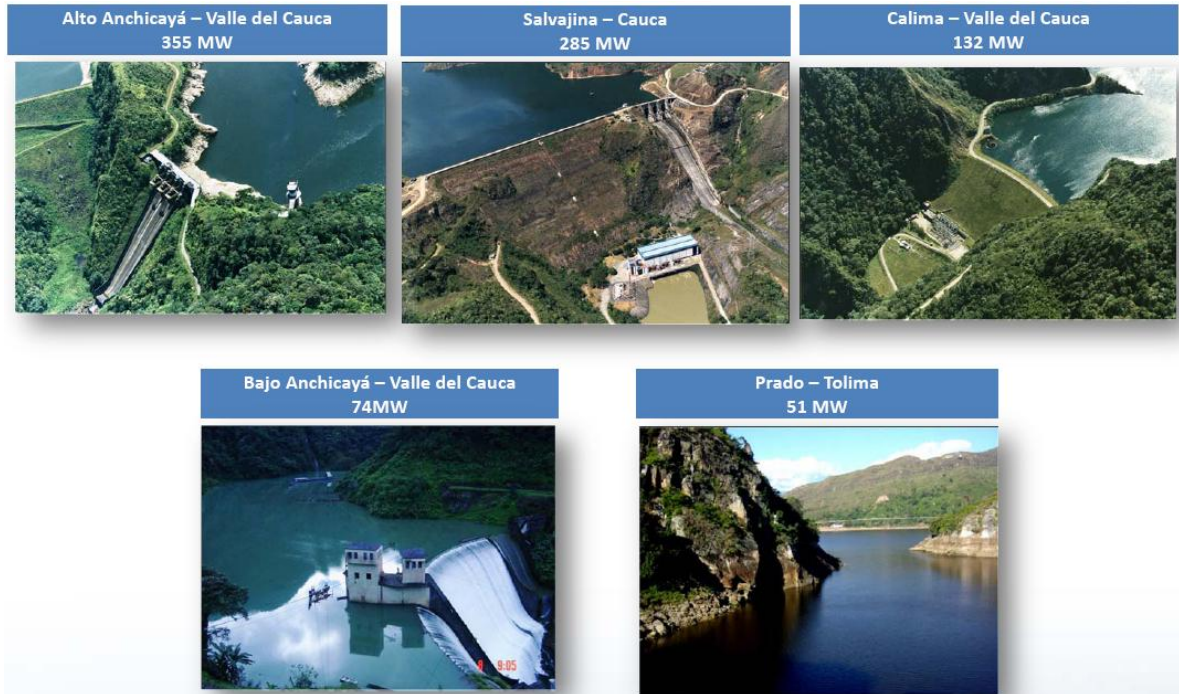 Alto Anchicayá – Valle del Cauca
355 MW
Salvajina – Cauca
285 MW
Calima – Valle del Cauca
132 MW
Bajo Anchicayá – Valle del Cauca
74MW
Prado – Tolima
51 MW
8 9:05